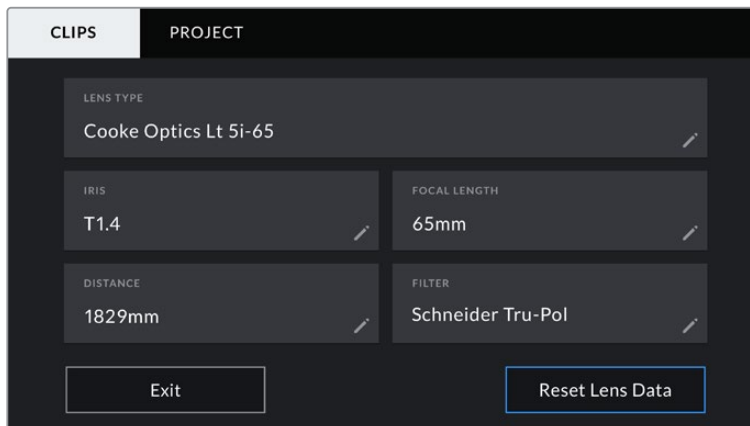 CLIPS PROJECT
LENS TYPE
Cooke Optics Lt 5i-65
IRIS
T1.4
FOCAL LENGTH
65mm
DISTANCE
1829mm
FILTER
Schneider Tru-Pol
Exit
Reset Lens Data